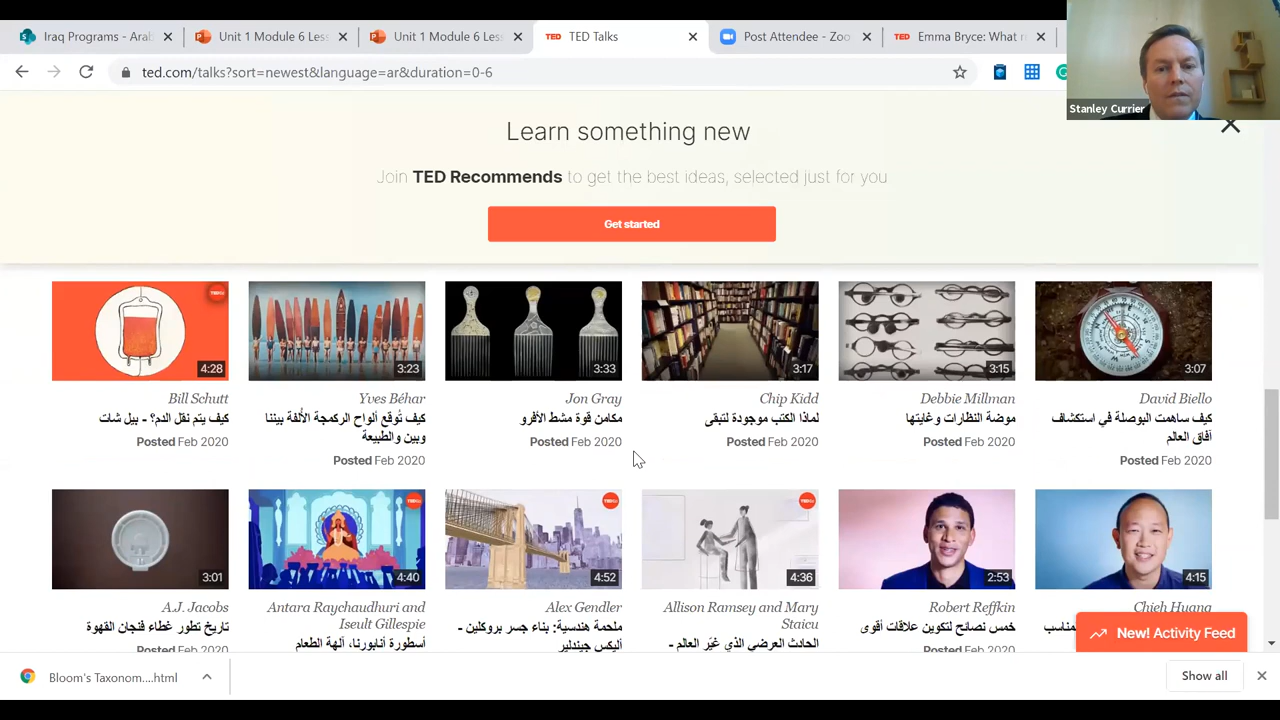 Iraq Programs - Arab
Unit 1 Module 6 Less
Unit 1 Module 6 Less
TED Talks
Post Attendee - Zoo
Emma Bryce: What
ted.com/talks?sort=newest&language=ar&duration=0-6
Stanley Currier
Learn something new
Join TED Recommends to get the best ideas, selected just for you
Get started
4:28
3:23
3:33
3:17
3:15
3:07
Bill Schutt
كيف يتم نقل الدم؟ - بيل شات
Posted Feb 2020
Yves Béhar
كيف تُوقع ألواح الركمجة الألفة بيننا
وبين والطبيعة
Posted Feb 2020
Jon Gray
مكامن قوة مشط الأفرو
Posted Feb 2020
Chip Kidd
لماذا الكتب موجودة لتبقى
Posted Feb 2020
Debbie Millman
موضة النظارات وغايتها
Posted Feb 2020
David Biello
كيف ساهمت البوصلة في استكشاف
آفاق العالم
Posted Feb 2020
3:01
4:40
4:52
4:36
2:53
4:15
A.J. Jacobs
تاريخ تطور غطاء فنجان القهوة
Posted Feb 2020
Antara Raychaudhuri and
Iseult Gillespie
أسطورة أنابورنا، آلهة الطعام
Alex Gendler
ملحمة هندسية: بناء جسر بروكلين -
أليكس جيندلير
Allison Ramsey and Mary
Staicu
الحادث العرضي الذي غيّر العالم -
Robert Reffkin
خمس نصائح لتكوين علاقات أقوى
Posted Feb 2020
Chieh Huang
New! Activity Feed
Bloom's Taxonom....html
Show all